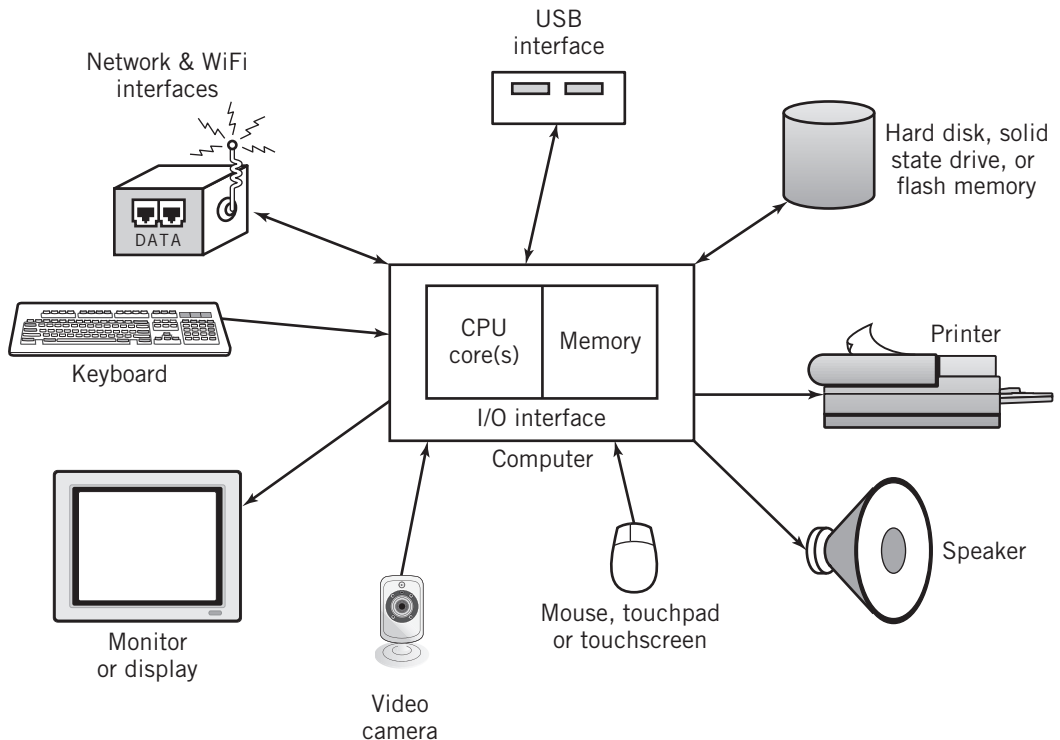 USB
interface
Network & WiFi
interfaces
Hard disk, solid
state drive, or
flash memory
DATA
CPU
core(s)
Memory
Printer
Keyboard
I/O interface
Computer
Speaker
Mouse, touchpad
or touchscreen
Monitor
or display
Video
camera